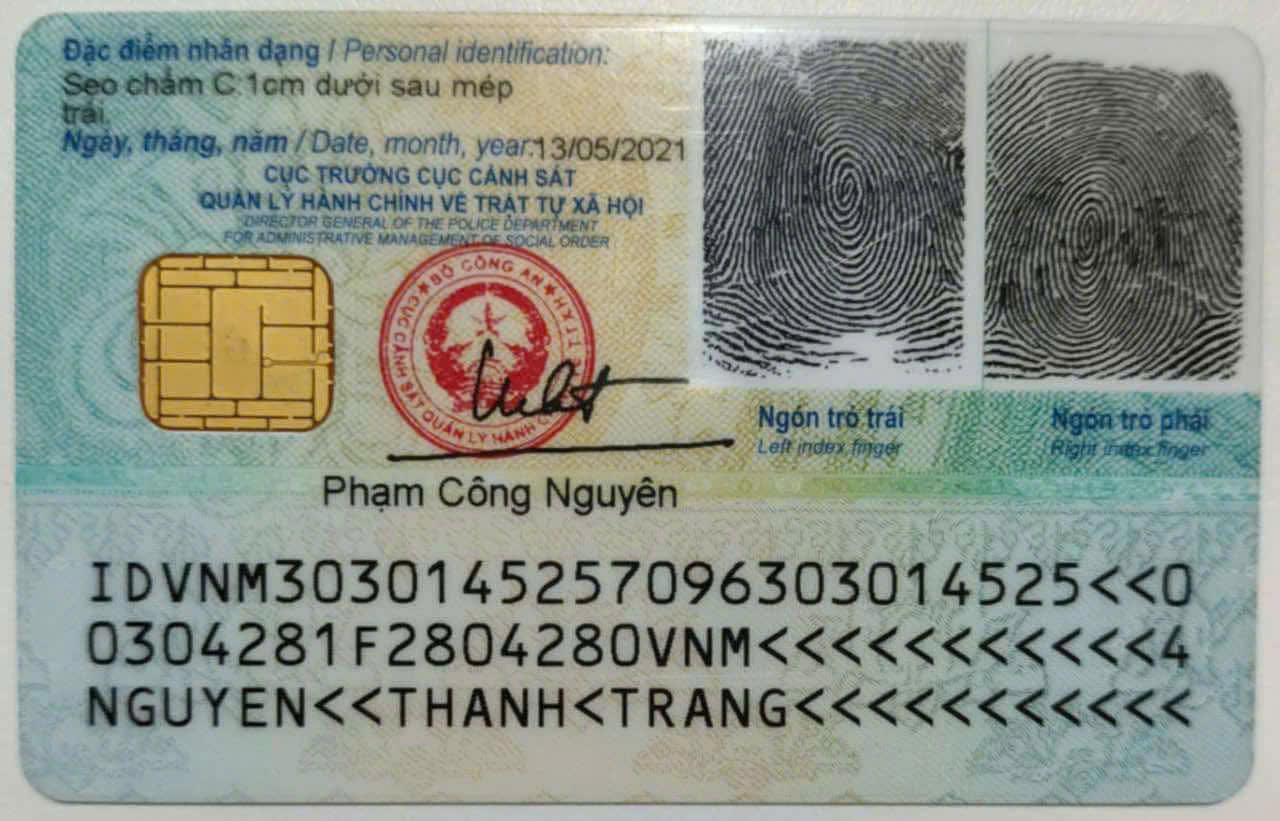 Đặc điểm nhân dạng / Personal identification:
Sẹo chấm C. 1cm dưới sau mép
trái.
Ngày, tháng, năm / Date, month, year: 13/05/2021
CỤC TRƯỞNG CỤC CẢNH SÁT
QUẢN LÝ HÀNH CHÍNH VỀ TRẬT TỰ XÃ HỘI
DIRECTOR GENERAL OF THE POLICE DEPARTMENT
FOR ADMINISTRATIVE MANAGEMENT OF SOCIAL ORDER
BỘ CÔNG AN
CỤC CẢNH SÁT QUẢN LÝ HÀNH
Ngón trỏ trái
Left index finger
Ngón trỏ phải
Right index finger
Phạm Công Nguyên
IDVNM3030145257096303014525<<0
0304281F2804280VNM<<<<<<<<<<<4
NGUYEN<<THANH<TRANG<<<<<<<<<<<